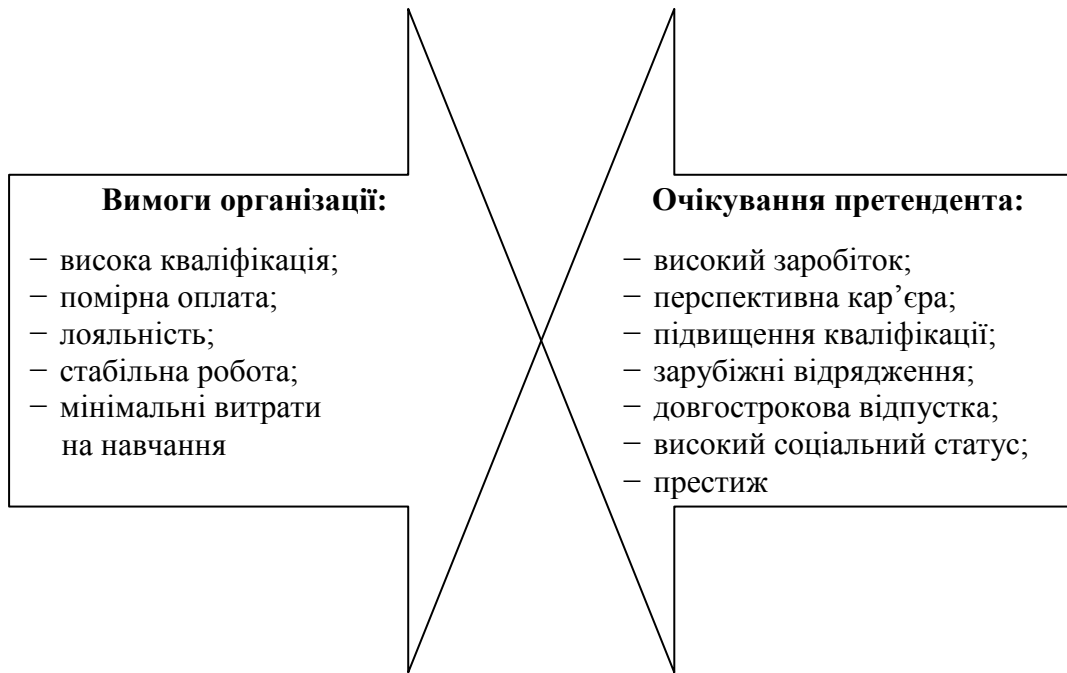 Вимоги організації:
− висока кваліфікація;
− помірна оплата;
− лояльність;
− стабільна робота;
− мінімальні витрати
на навчання
Очікування претендента:
− високий заробіток;
− перспективна кар’єра;
− підвищення кваліфікації;
− зарубіжні відрядження;
− довгострокова відпустка;
− високий соціальний статус;
− престиж